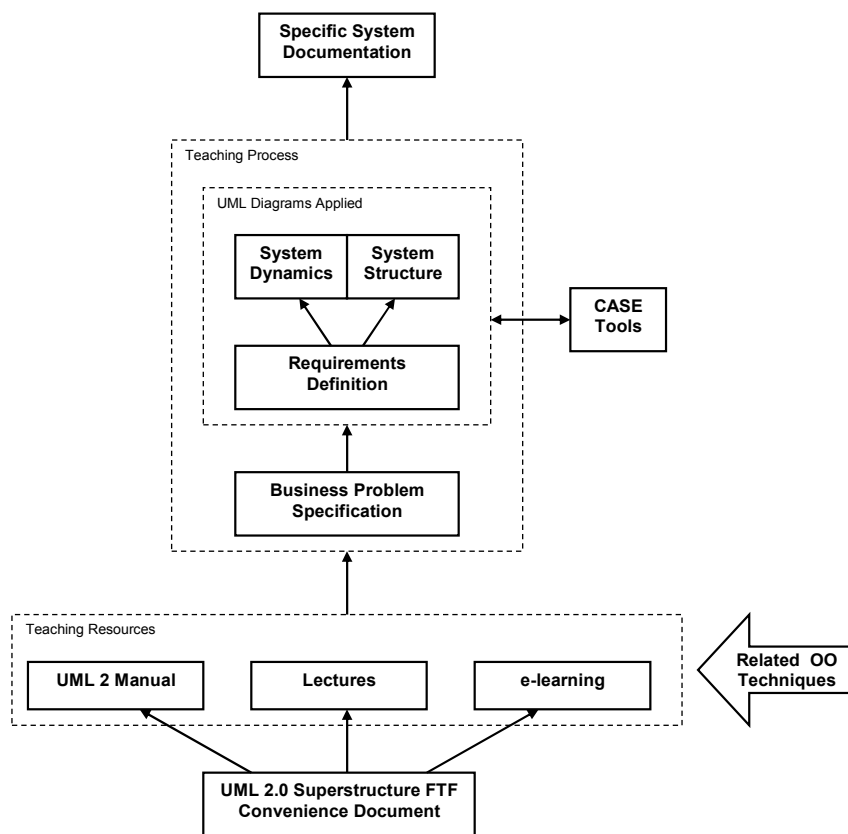 Specific System
Documentation
Teaching Process
UML Diagrams Applied
System
Dynamics
System
Structure
CASE
Tools
Requirements
Definition
Business Problem
Specification
Teaching Resources
UML 2 Manual
Lectures
e-learning
Related OO
Techniques
UML 2.0 Superstructure FTF
Convenience Document